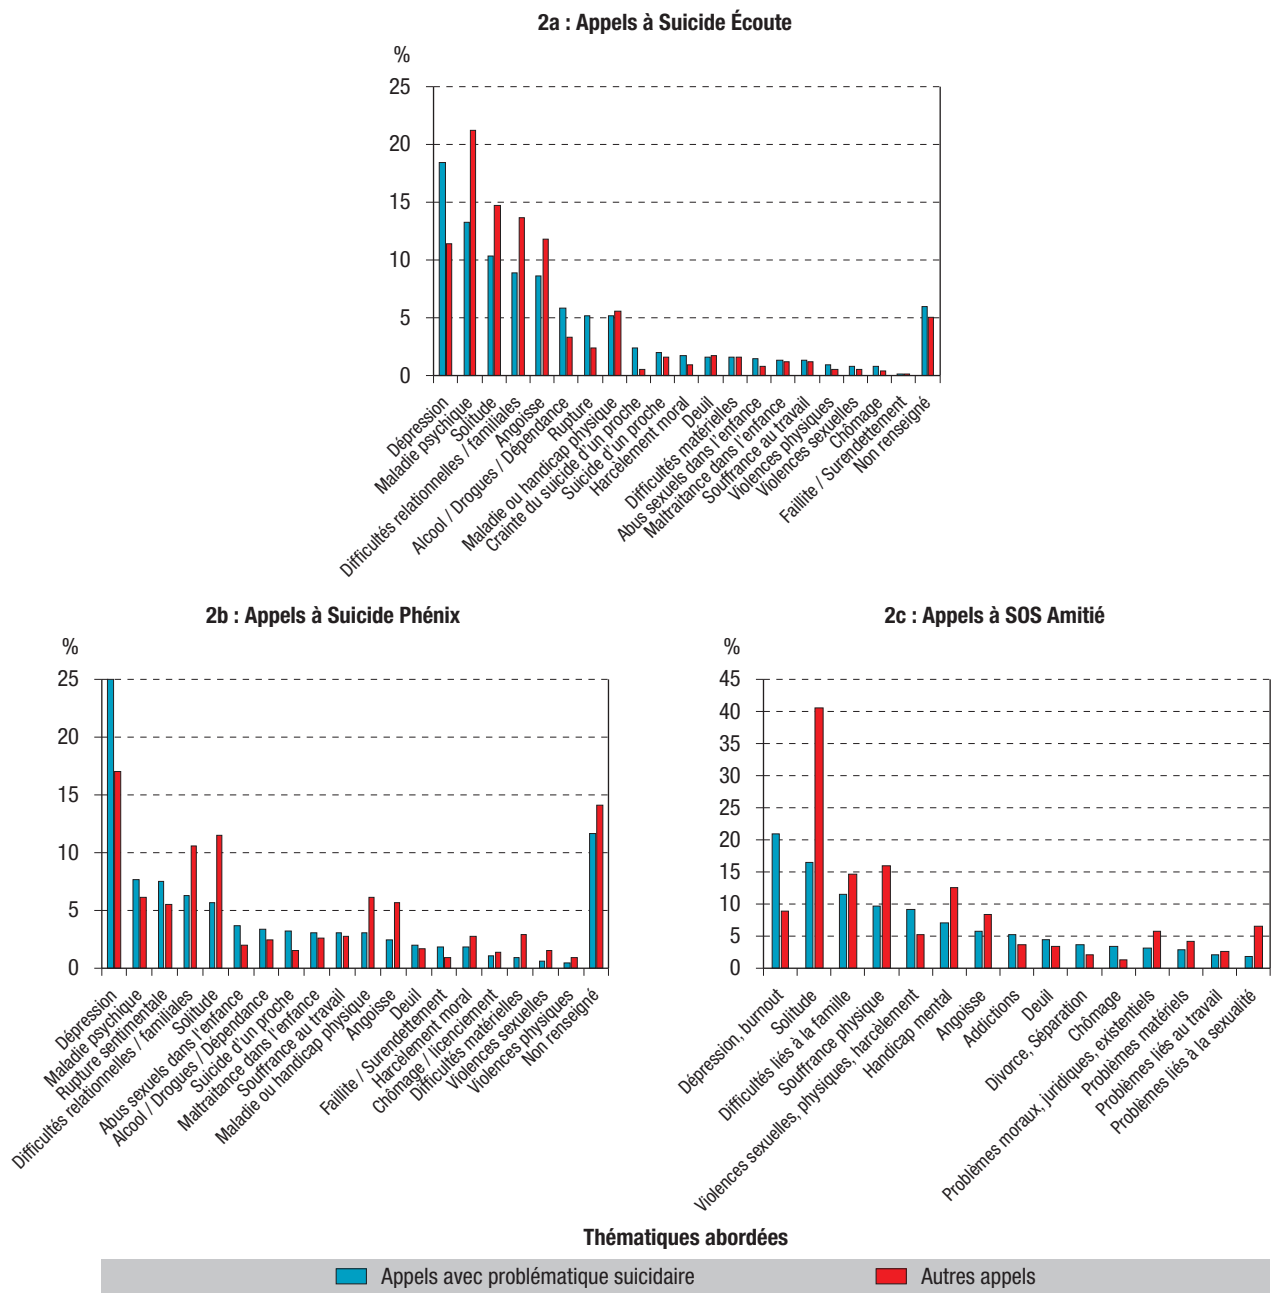 2a : Appels à Suicide Écoute
%
25
20
15
10
5
0
Dépression
Maladie psychique
Solitude
Difficultés relationnelles / familiales
Angoisse
Alcool / Drogues / Dépendance
Rupture
Maladie ou handicap physique
Crainte du suicide d'un proche
Suicide d'un proche
Harcèlement moral
Deuil
Difficultés matérielles
Abus sexuels dans l'enfance
Maltraitance dans l'enfance
Souffrance au travail
Violences physiques
Violences sexuelles
Chômage
Faillite / Surendettement
Non renseigné
2b : Appels à Suicide Phénix
%
25
20
15
10
5
0
Dépression
Maladie psychique
Rupture sentimentale
Difficultés relationnelles / familiales
Solitude
Abus sexuels dans l'enfance
Alcool / Drogues / Dépendance
Suicide d'un proche
Maltraitance dans l'enfance
Souffrance au travail
Maladie ou handicap physique
Angoisse
Deuil
Faillite / Surendettement
Harcèlement moral
Chômage / licenciement
Difficultés matérielles
Violences sexuelles
Violences physiques
Non renseigné
2c : Appels à SOS Amitié
%
45
40
35
30
25
20
15
10
5
0
Dépression, burnout
Solitude
Difficultés liés à la famille
Souffrance physique
Violences sexuelles, physiques, harcèlement
Handicap mental
Angoisse
Addictions
Deuil
Divorce, Séparation
Chômage
Problèmes moraux, juridiques, existentiels
Problèmes matériels
Problèmes liés au travail
Problèmes liés à la sexualité
Thématiques abordées
Appels avec problématique suicidaire
Autres appels